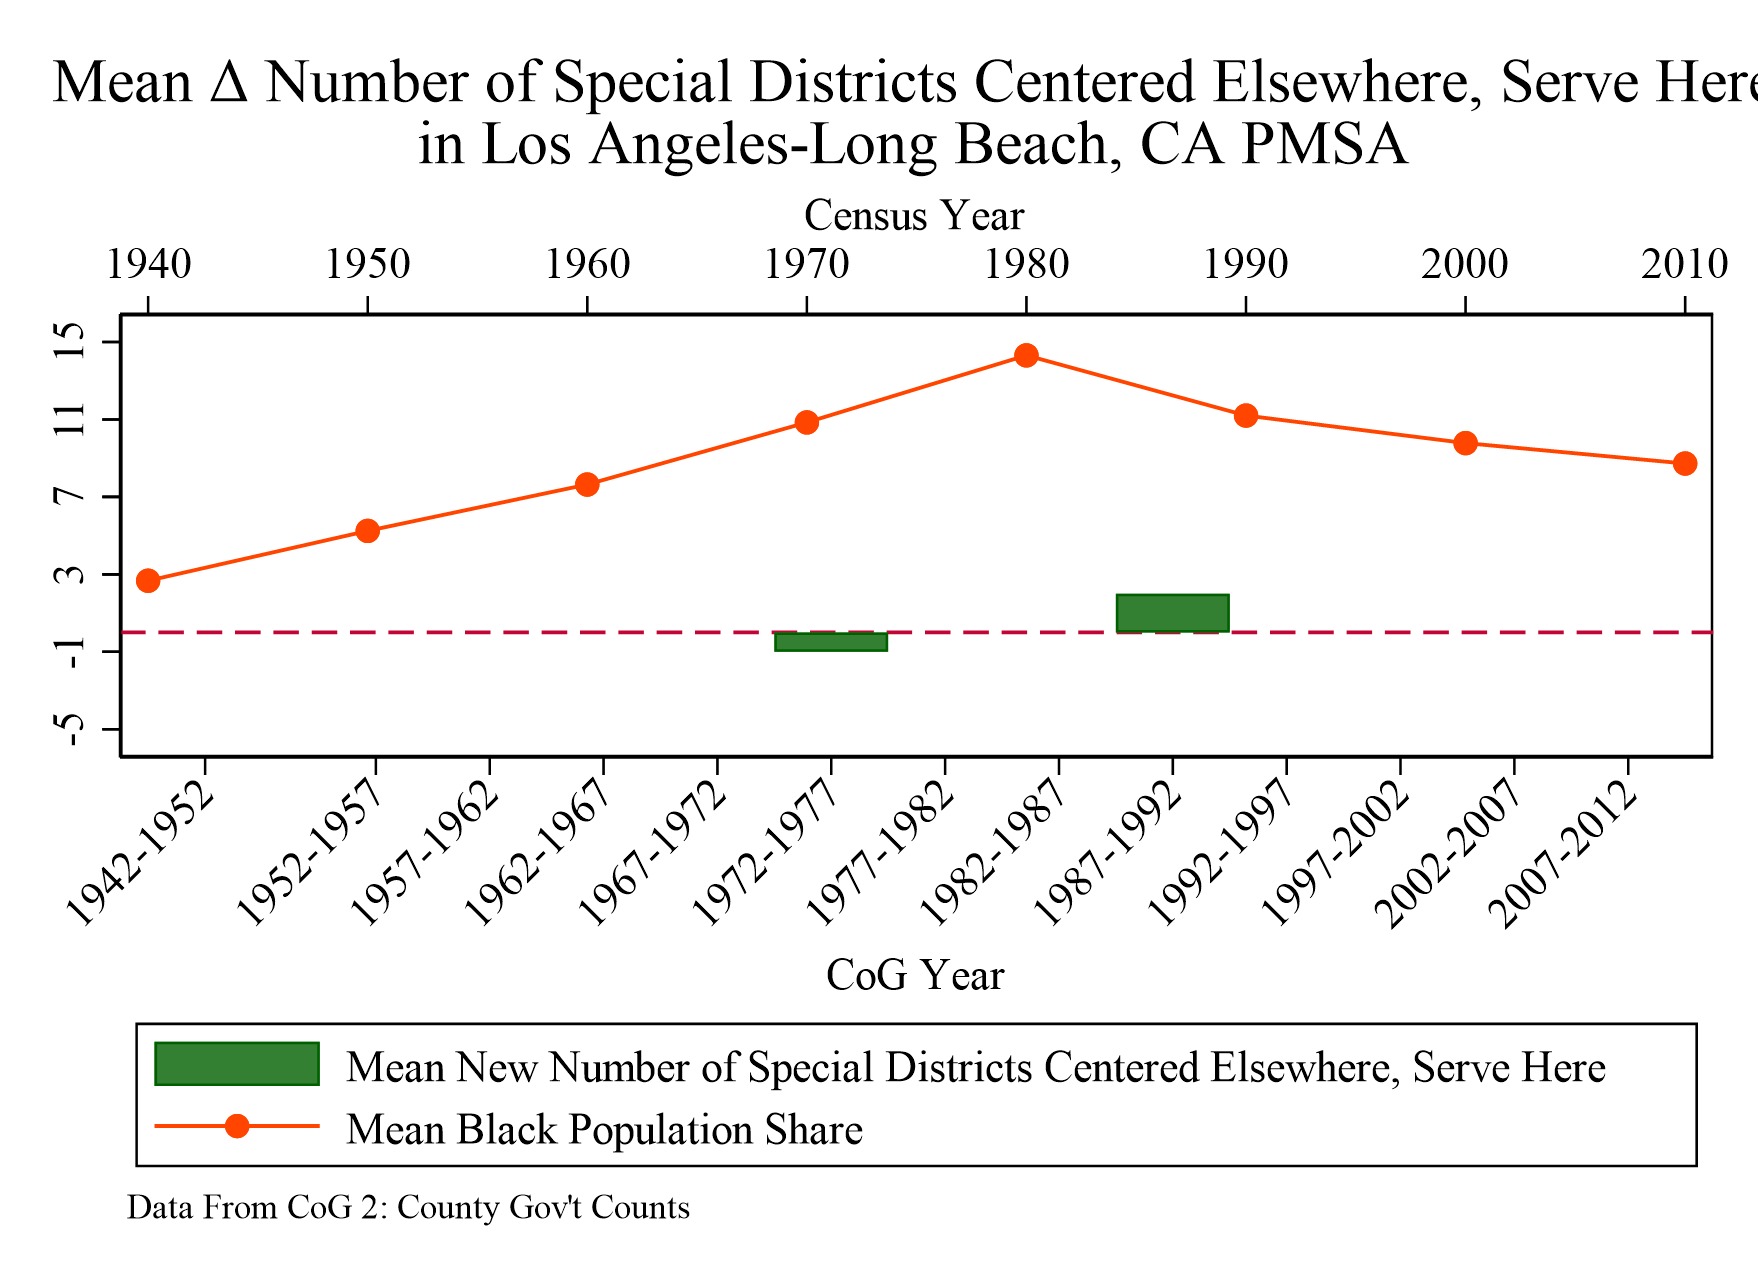 Mean Δ Number of Special Districts Centered Elsewhere, Serve Here
in Los Angeles-Long Beach, CA PMSA
Census Year
1940 1950 1960 1970 1980 1990 2000 2010
15
11
7
3
-1
-5
1942-1952 1952-1957 1957-1962 1962-1967 1967-1972 1972-1977 1977-1982 1982-1987 1987-1992 1992-1997 1997-2002 2002-2007 2007-2012
CoG Year
Mean New Number of Special Districts Centered Elsewhere, Serve Here
Mean Black Population Share
Data From CoG 2: County Gov't Counts